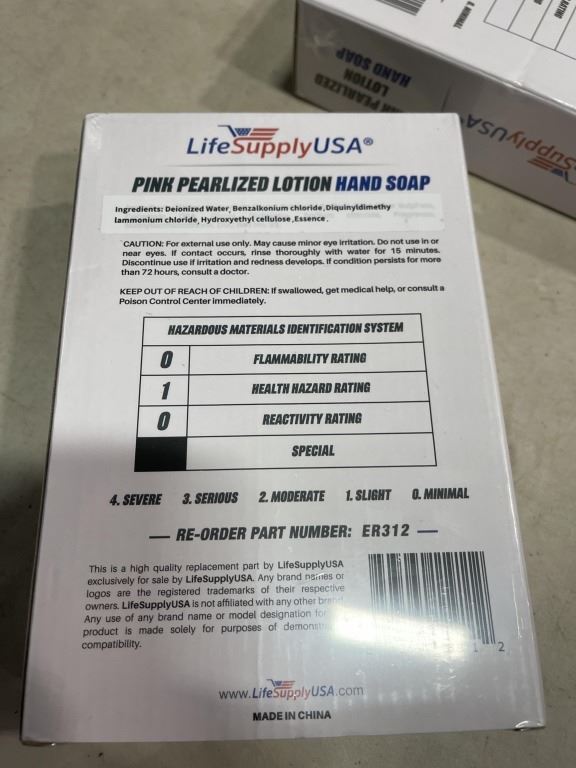 LifeSupplyUSA®
PINK PEARLIZED LOTION HAND SOAP
Ingredients: Deionized Water, Benzalkonium chloride, Diquinyldimethy
lammonium chloride, Hydroxyethyl cellulose, Essence.
CAUTION: For external use only. May cause minor eye irritation. Do not use in or
near eyes. If contact occurs, rinse thoroughly with water for 15 minutes.
Discontinue use if irritation and redness develops. If condition persists for more
than 72 hours, consult a doctor.
KEEP OUT OF REACH OF CHILDREN: If swallowed, get medical help, or consult a
Poison Control Center immediately.
HAZARDOUS MATERIALS IDENTIFICATION SYSTEM
0 FLAMMABILITY RATING
1 HEALTH HAZARD RATING
0 REACTIVITY RATING
SPECIAL
4. SEVERE 3. SERIOUS 2. MODERATE 1. SLIGHT 0. MINIMAL
— RE-ORDER PART NUMBER: ER312 —
This is a high quality replacement part by LifeSupplyUSA
exclusively for sale by LifeSupplyUSA. Any brand names or
logos are the registered trademarks of their respective
owners. LifeSupplyUSA is not affiliated with any other
Any use of any brand name or model designation for
product is made solely for purposes of
compatibility.
1 2
www.LifeSupplyUSA.com
MADE IN CHINA
0. MINIMAL
PINK PEARLIZED
LOTION
HAND SOAP
LifeSupplyUSA